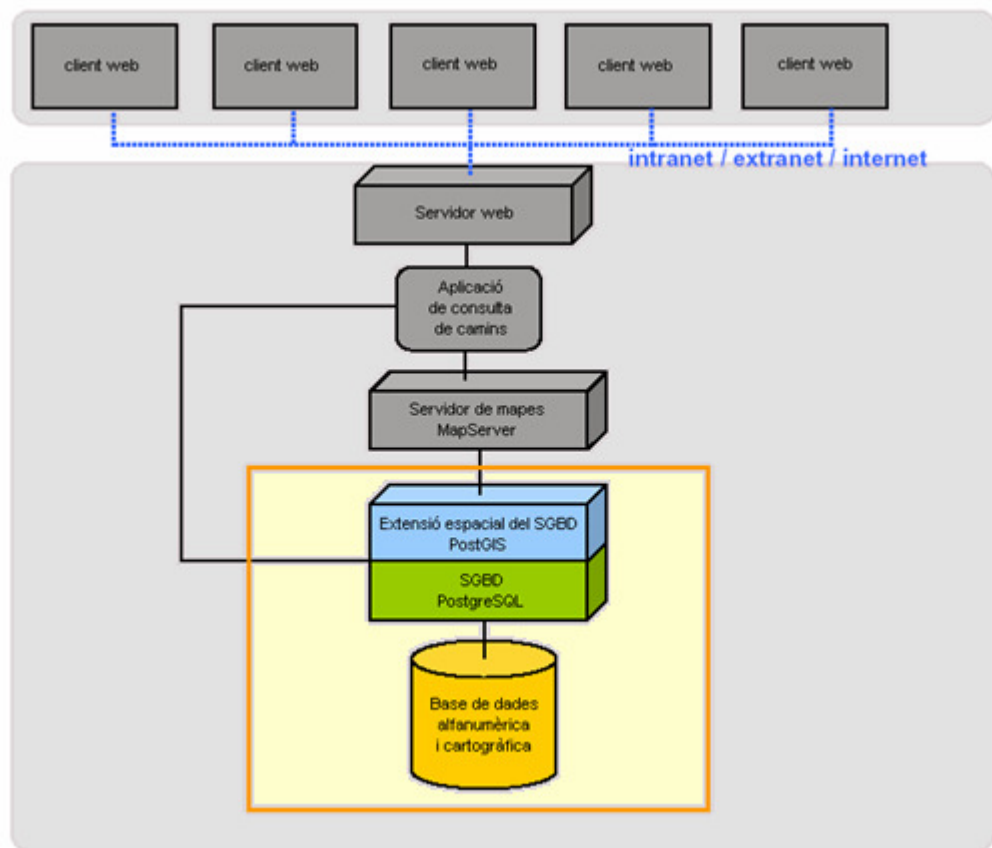 client web
client web
client web
client web
client web
intranet / extranet / internet
Servidor web
Aplicació
de consulta
de camins
Servidor de mapes
MapServer
Extensió espacial del SGBD
PostGIS
SGBD
PostgreSQL
Base de dades
alfanumèrica
i cartogràfica